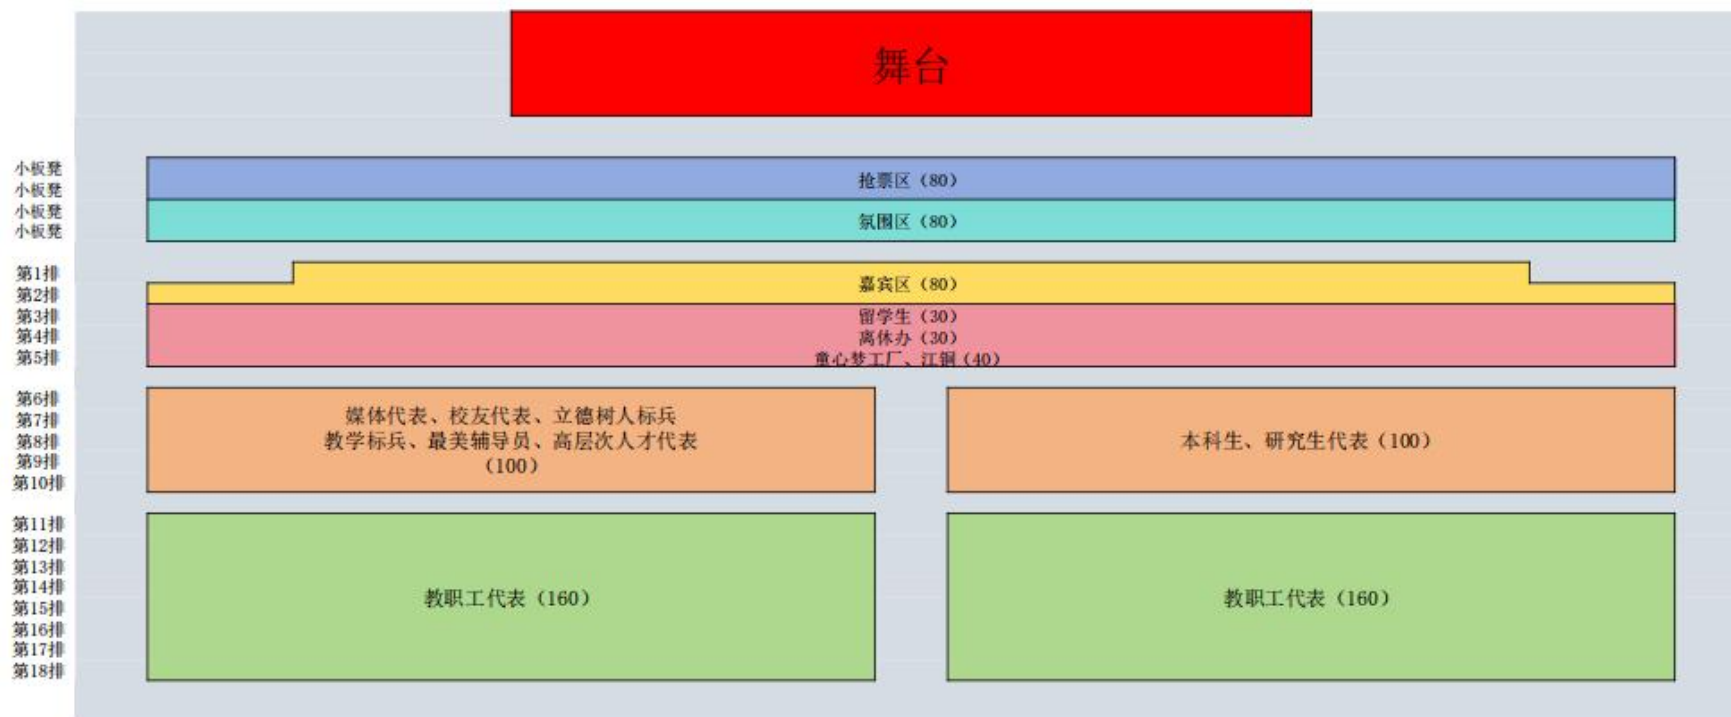 舞台
小板凳
小板凳
抢票区（80）
小板凳
小板凳
氛围区（80）
第1排
第2排
嘉宾区（80）
第3排
留学生（30）
第4排
离休办（30）
第5排
童心梦工厂、江铜（40）
第6排
第7排
第8排
第9排
第10排
媒体代表、校友代表、立德树人标兵
教学标兵、最美辅导员、高层次人才代表
（100）
本科生、研究生代表（100）
第11排
第12排
第13排
第14排
第15排
第16排
第17排
第18排
教职工代表（160）
教职工代表（160）